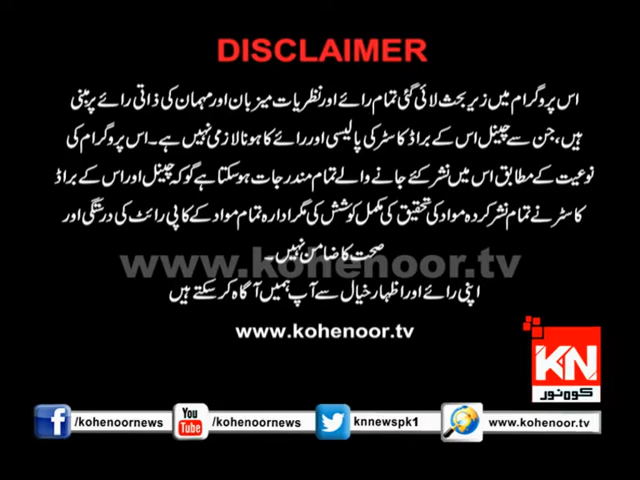 DISCLAIMER
اس پروگرام میں زیر بحث لائی گئی تمام رائے اور نظریات میزبان اور مہمان کی ذاتی رائے پر مبنی
ہیں، جن سے چینل اس کے براڈ کاسٹر کی پالیسی اور رائے کا ہونا لازمی نہیں ہے۔ اس پروگرام کی
نوعیت کے مطابق اس میں نشر کئے جانے والے تمام مندرجات ہو سکتا ہے گو کہ چینل اور اس کے براڈ
کاسٹر نے تمام نشر کردہ مواد کی تحقیق کی مکمل کوشش کی مگر ادارہ تمام مواد کے کاپی رائٹ کی درستگی اور
صحت کا ضامن نہیں۔
www.kohenoor.tv
اپنی رائے اور اظہار خیال سے آپ ہمیں آگاہ کر سکتے ہیں
www.kohenoor.tv
KN
کوہ نور
f /kohenoornews
You Tube /kohenoornews
knnewspk1
www.kohenoor.tv